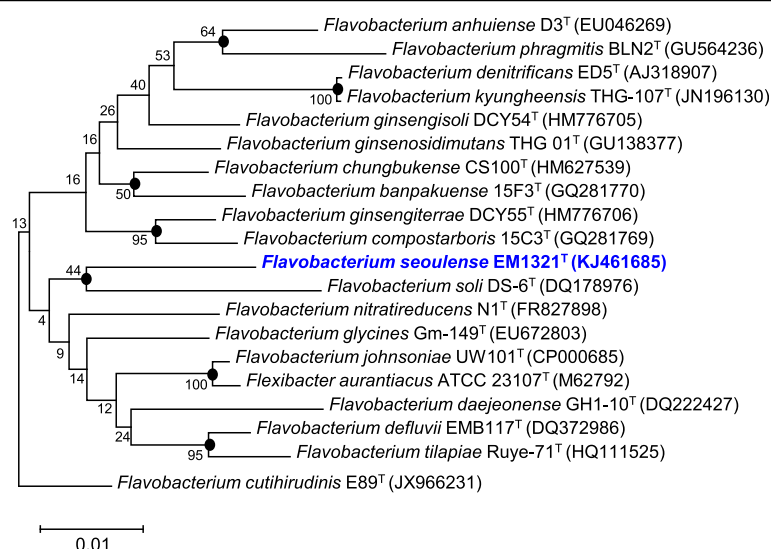 64
Flavobacterium anhuiense D3ᵀ (EU046269)
53
Flavobacterium phragmitis BLN2ᵀ (GU564236)
Flavobacterium denitrificans ED5ᵀ (AJ318907)
40
100
Flavobacterium kyungheensis THG-107ᵀ (JN196130)
26
Flavobacterium ginsengisoli DCY54ᵀ (HM776705)
16
Flavobacterium ginsenosidimutans THG 01ᵀ (GU138377)
Flavobacterium chungbukense CS100ᵀ (HM627539)
16
50
Flavobacterium banpakuense 15F3ᵀ (GQ281770)
Flavobacterium ginsengiterrae DCY55ᵀ (HM776706)
13
95
Flavobacterium compostarboris 15C3ᵀ (GQ281769)
44
Flavobacterium seoulense EM1321ᵀ (KJ461685)
Flavobacterium soli DS-6ᵀ (DQ178976)
4
Flavobacterium nitratireducens N1ᵀ (FR827898)
9
Flavobacterium glycines Gm-149ᵀ (EU672803)
Flavobacterium johnsoniae UW101ᵀ (CP000685)
14
100
Flexibacter aurantiacus ATCC 23107ᵀ (M62792)
12
Flavobacterium daejeonense GH1-10ᵀ (DQ222427)
24
Flavobacterium defluvii EMB117ᵀ (DQ372986)
95
Flavobacterium tilapiae Ruye-71ᵀ (HQ111525)
Flavobacterium cutihirudinis E89ᵀ (JX966231)
0.01